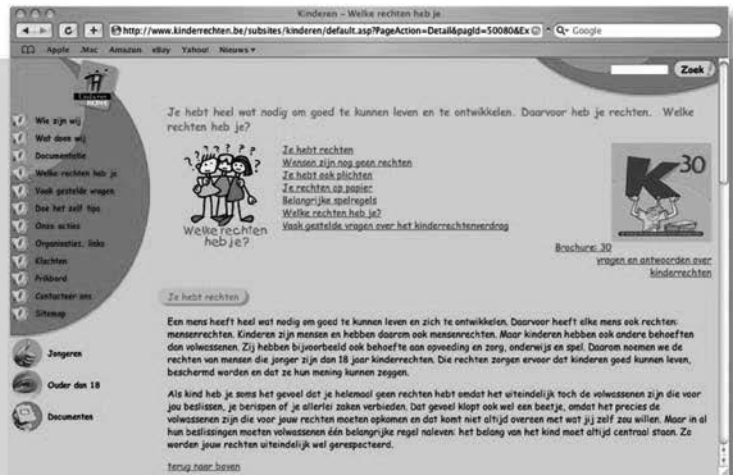 Kinderen – Welke rechten heb je
http://www.kinderrechten.be/subsites/kinderen/default.asp?PageAction=Detail&pagId=50080&Ex
Google
Apple .Mac Amazon eBay Yahoo! Nieuws
Zoek
Kinderen
Wie zijn wij
Wat doen wij
Documentatie
Welke rechten heb je
Vaak gestelde vragen
Doe het zelf tips
Onze acties
Organisaties, links
Klachten
Prikbord
Contacteer ons
Sitemap
Jongeren
Ouder dan 18
Documenten
Je hebt heel wat nodig om goed te kunnen leven en te ontwikkelen. Daarvoor heb je rechten. Welke
rechten heb je?
? ? ? ? ? ?
Welke rechten
heb je?
Je hebt rechten
Wensen zijn nog geen rechten
Je hebt ook plichten
Je rechten op papier
Belangrijke spelregels
Welke rechten heb je?
Vaak gestelde vragen over het kinderrechtenverdrag
K 30
Brochure: 30
vragen en antwoorden over
kinderrechten
Je hebt rechten
Een mens heeft heel wat nodig om goed te kunnen leven en zich te ontwikkelen. Daarvoor heeft elke mens ook rechten:
mensenrechten. Kinderen zijn mensen en hebben daarom ook mensenrechten. Maar kinderen hebben ook andere behoeften
dan volwassenen. Zij hebben bijvoorbeeld ook behoefte aan opvoeding en zorg, onderwijs en spel. Daarom noemen we de
rechten van mensen die jonger zijn dan 18 jaar kinderrechten. Die rechten zorgen ervoor dat kinderen goed kunnen leven,
beschermd worden en dat ze hun mening kunnen zeggen.
Als kind heb je soms het gevoel dat je helemaal geen rechten hebt omdat het uiteindelijk toch de volwassenen zijn die voor
jou beslissen, je berispen of je allerlei zaken verbieden. Dat gevoel klopt ook wel een beetje, omdat het precies de
volwassenen zijn die voor jouw rechten moeten opkomen en dat komt niet altijd overeen met wat jij zelf zou willen. Maar in al
hun beslissingen moeten volwassenen één belangrijke regel naleven: het belang van het kind moet altijd centraal staan. Zo
worden jouw rechten uiteindelijk wel gerespecteerd.
terug naar boven